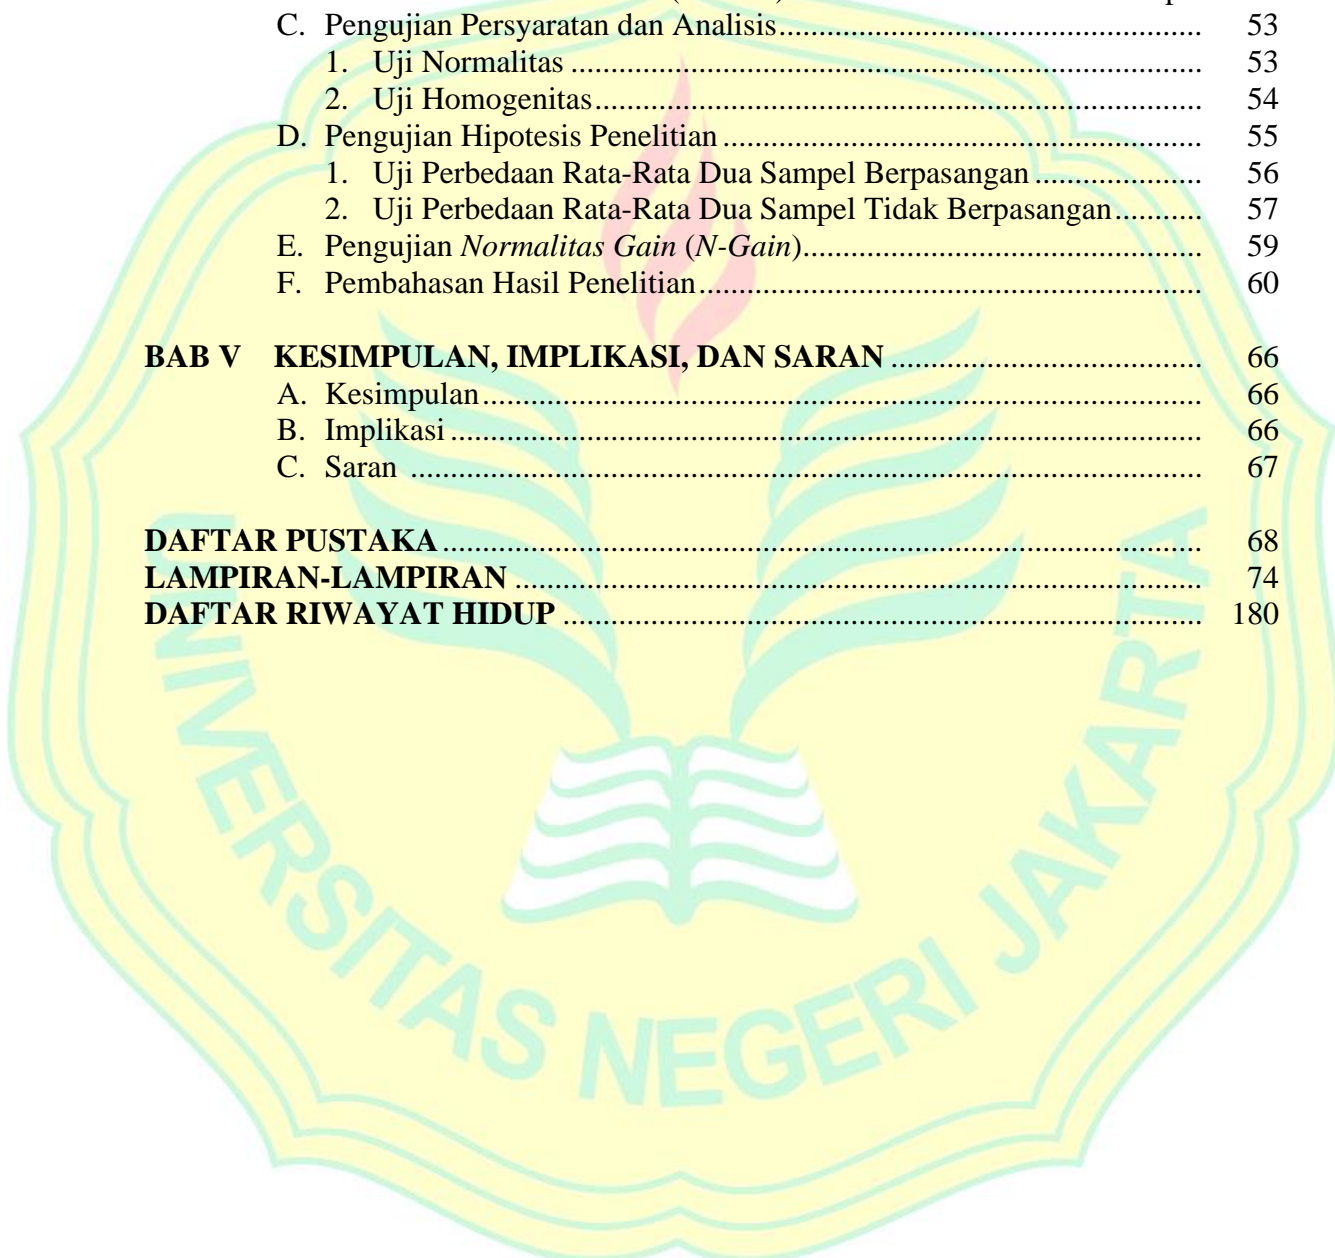 C. Pengujian Persyaratan dan Analisis.......... 53
1. Uji Normalitas .......... 53
2. Uji Homogenitas.......... 54
D. Pengujian Hipotesis Penelitian .......... 55
1. Uji Perbedaan Rata-Rata Dua Sampel Berpasangan .......... 56
2. Uji Perbedaan Rata-Rata Dua Sampel Tidak Berpasangan.......... 57
E. Pengujian Normalitas Gain (N-Gain).......... 59
F. Pembahasan Hasil Penelitian.......... 60
BAB V KESIMPULAN, IMPLIKASI, DAN SARAN .......... 66
A. Kesimpulan.......... 66
B. Implikasi .......... 66
C. Saran .......... 67
DAFTAR PUSTAKA .......... 68
LAMPIRAN-LAMPIRAN .......... 74
DAFTAR RIWAYAT HIDUP .......... 180
UNIVERSITAS NEGERI JAKARTA